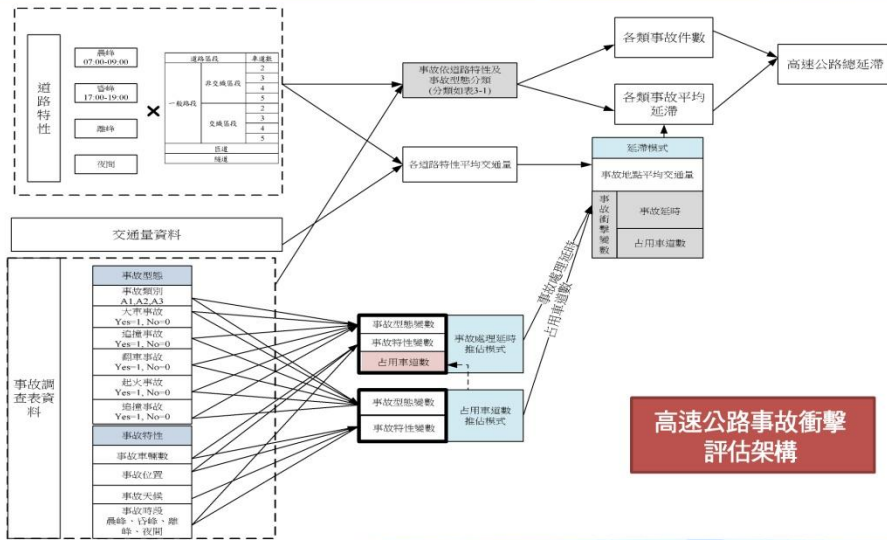 道路特性
晨峰
07:00-09:00
昏峰
17:00-19:00
離峰
夜間
×
道路區段
車道數
一般路段
非交織區段
2
3
4
5
交織區段
2
3
4
5
匝道
隧道
交通量資料
事故調查表資料
事故型態
事故類別
A1,A2,A3
大車事故
Yes=1, No=0
追撞事故
Yes=1, No=0
翻車事故
Yes=1, No=0
起火事故
Yes=1, No=0
追撞事故
Yes=1, No=0
事故特性
事故車輛數
事故位置
事故天候
事故時段
晨峰、昏峰、離
峰、夜間
事故依道路特性及
事故型態分類
(分類如表3-1)
各道路特性平均交通量
各類事故件數
各類事故平均
延滯
高速公路總延滯
延滯模式
事故地點平均交通量
事故衝擊變數
事故延時
占用車道數
事故處理延時
占用車道數
事故型態變數
事故特性變數
占用車道數
事故處理延時
推估模式
事故型態變數
事故特性變數
占用車道數
推估模式
高速公路事故衝擊
評估架構